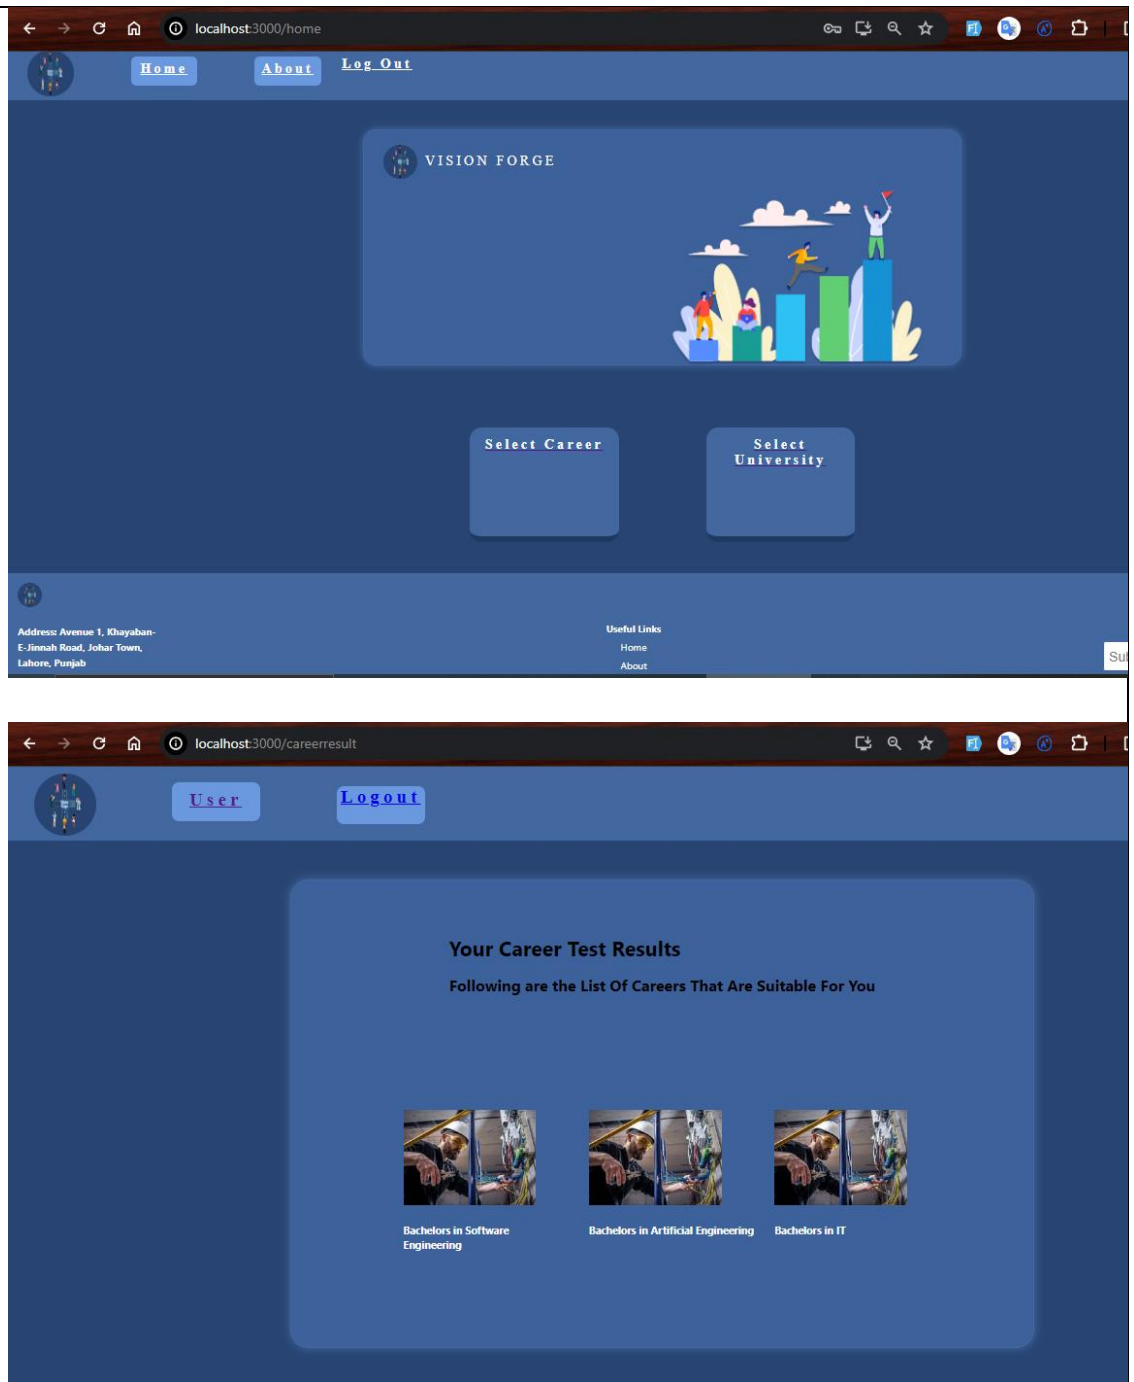 localhost:3000/home
Home About Log Out
VISION FORGE
Select Career
Select
University
Address: Avenue 1, Khayaban-
E-Jinnah Road, Johar Town,
Lahore, Punjab
Useful Links
Home
About
localhost:3000/careerresult
User Logout
Your Career Test Results
Following are the List Of Careers That Are Suitable For You
Bachelors in Software
Engineering
Bachelors in Artificial Engineering
Bachelors in IT